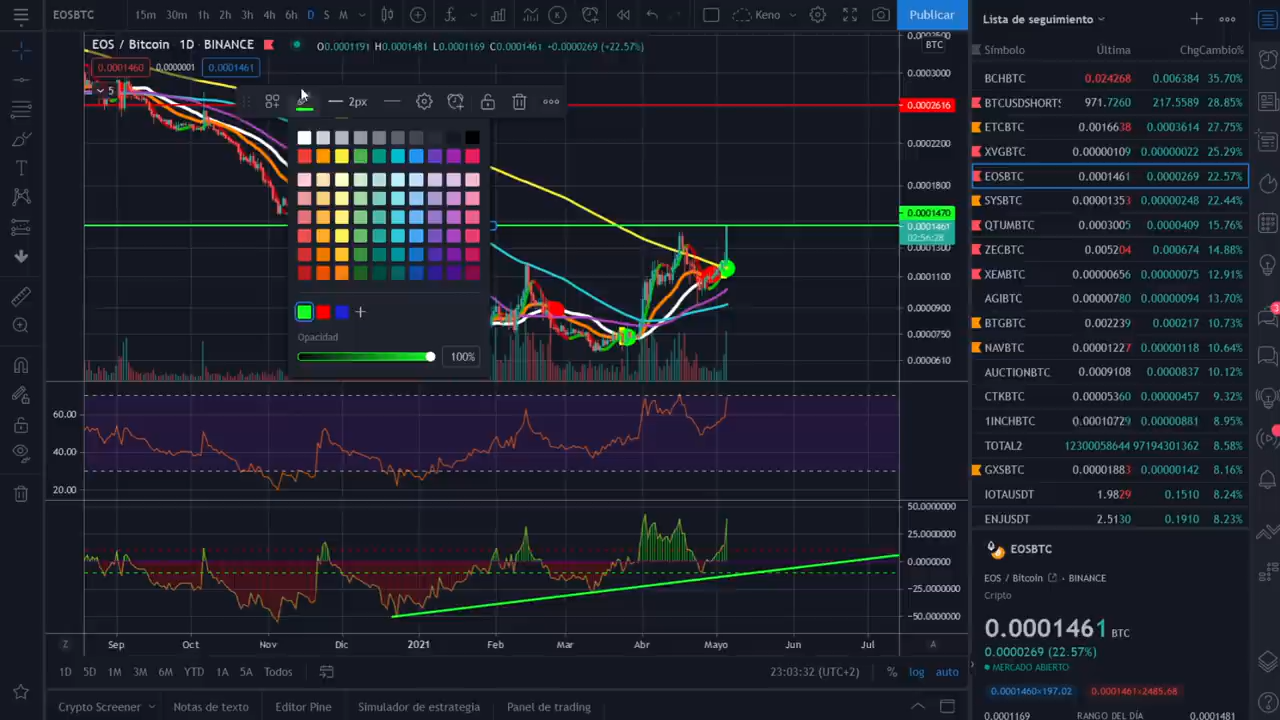 EOSBTC 15m 30m 1h 2h 3h 4h 6h D S M Keno Publicar
EOS / Bitcoin · 1D · BINANCE O0.0001191 H0.0001481 L0.0001169 C0.0001461 +0.0000269 (+22.57%)
0.0001460 0.0000001 0.0001461
5
2px
Opacidad
100%
BTC
0.0003000
0.0002616
0.0002200
0.0001800
0.0001470
0.0001461
02:56:28
0.0001300
0.0001100
0.0000900
0.0000750
0.0000610
60.00
40.00
20.00
50.0000000
25.0000000
0.0000000
−25.0000000
−50.0000000
Z Sep Oct Nov Dic 2021 Feb Mar Abr Mayo Jun Jul A
1D 5D 1M 3M 6M YTD 1A 5A Todos 23:03:32 (UTC+2) % log auto
Crypto Screener Notas de texto Editor Pine Simulador de estrategia Panel de trading
Lista de seguimiento
Símbolo Última Chg Cambio%
BCHBTC 0.024268 0.006384 35.70%
BTCUSDSHORTS 971.7260 217.5589 28.85%
ETCBTC 0.0016638 0.0003614 27.75%
XVGBTC 0.00000109 0.00000022 25.29%
EOSBTC 0.0001461 0.0000269 22.57%
SYSBTC 0.00001353 0.00000248 22.44%
QTUMBTC 0.0003005 0.0000409 15.76%
ZECBTC 0.005204 0.000674 14.88%
XEMBTC 0.00000656 0.00000075 12.91%
AGIBTC 0.00000780 0.00000094 13.70%
BTGBTC 0.002239 0.000217 10.73%
NAVBTC 0.00001227 0.00000118 10.64%
AUCTIONBTC 0.0009108 0.0000837 10.12%
CTKBTC 0.00005360 0.00000457 9.32%
1INCHBTC 0.00010729 0.00000881 8.95%
TOTAL2 12300058644 97194301362 8.58%
GXSBTC 0.00001883 0.00000142 8.16%
IOTAUSDT 1.9829 0.1510 8.24%
ENJUSDT 2.5130 0.1910 8.23%
EOSBTC
EOS / Bitcoin · BINANCE
Cripto
0.0001461 BTC
0.0000269 (22.57%)
MERCADO ABIERTO
0.0001460×197.02 0.0001461×2485.68
0.0001169 RANGO DEL DÍA 0.0001481